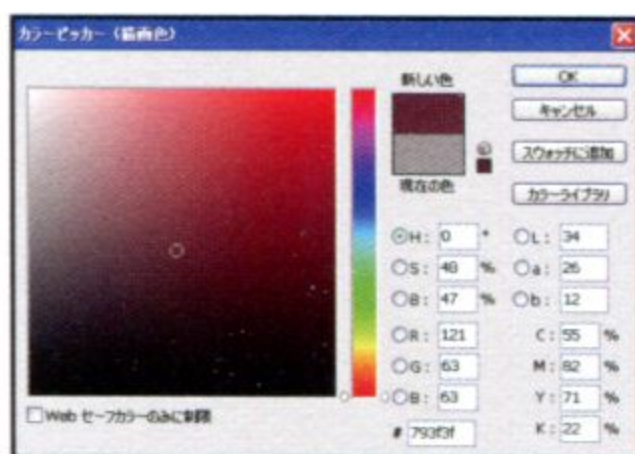 カラーピッカー（描画色）
新しい色
現在の色
OK
キャンセル
スウォッチに追加
カラーライブラリ
H: 0 °
S: 48 %
B: 47 %
R: 121
G: 63
B: 63
# 793f3f
L: 34
a: 26
b: 12
C: 55 %
M: 82 %
Y: 71 %
K: 22 %
Web セーフカラーのみに制限